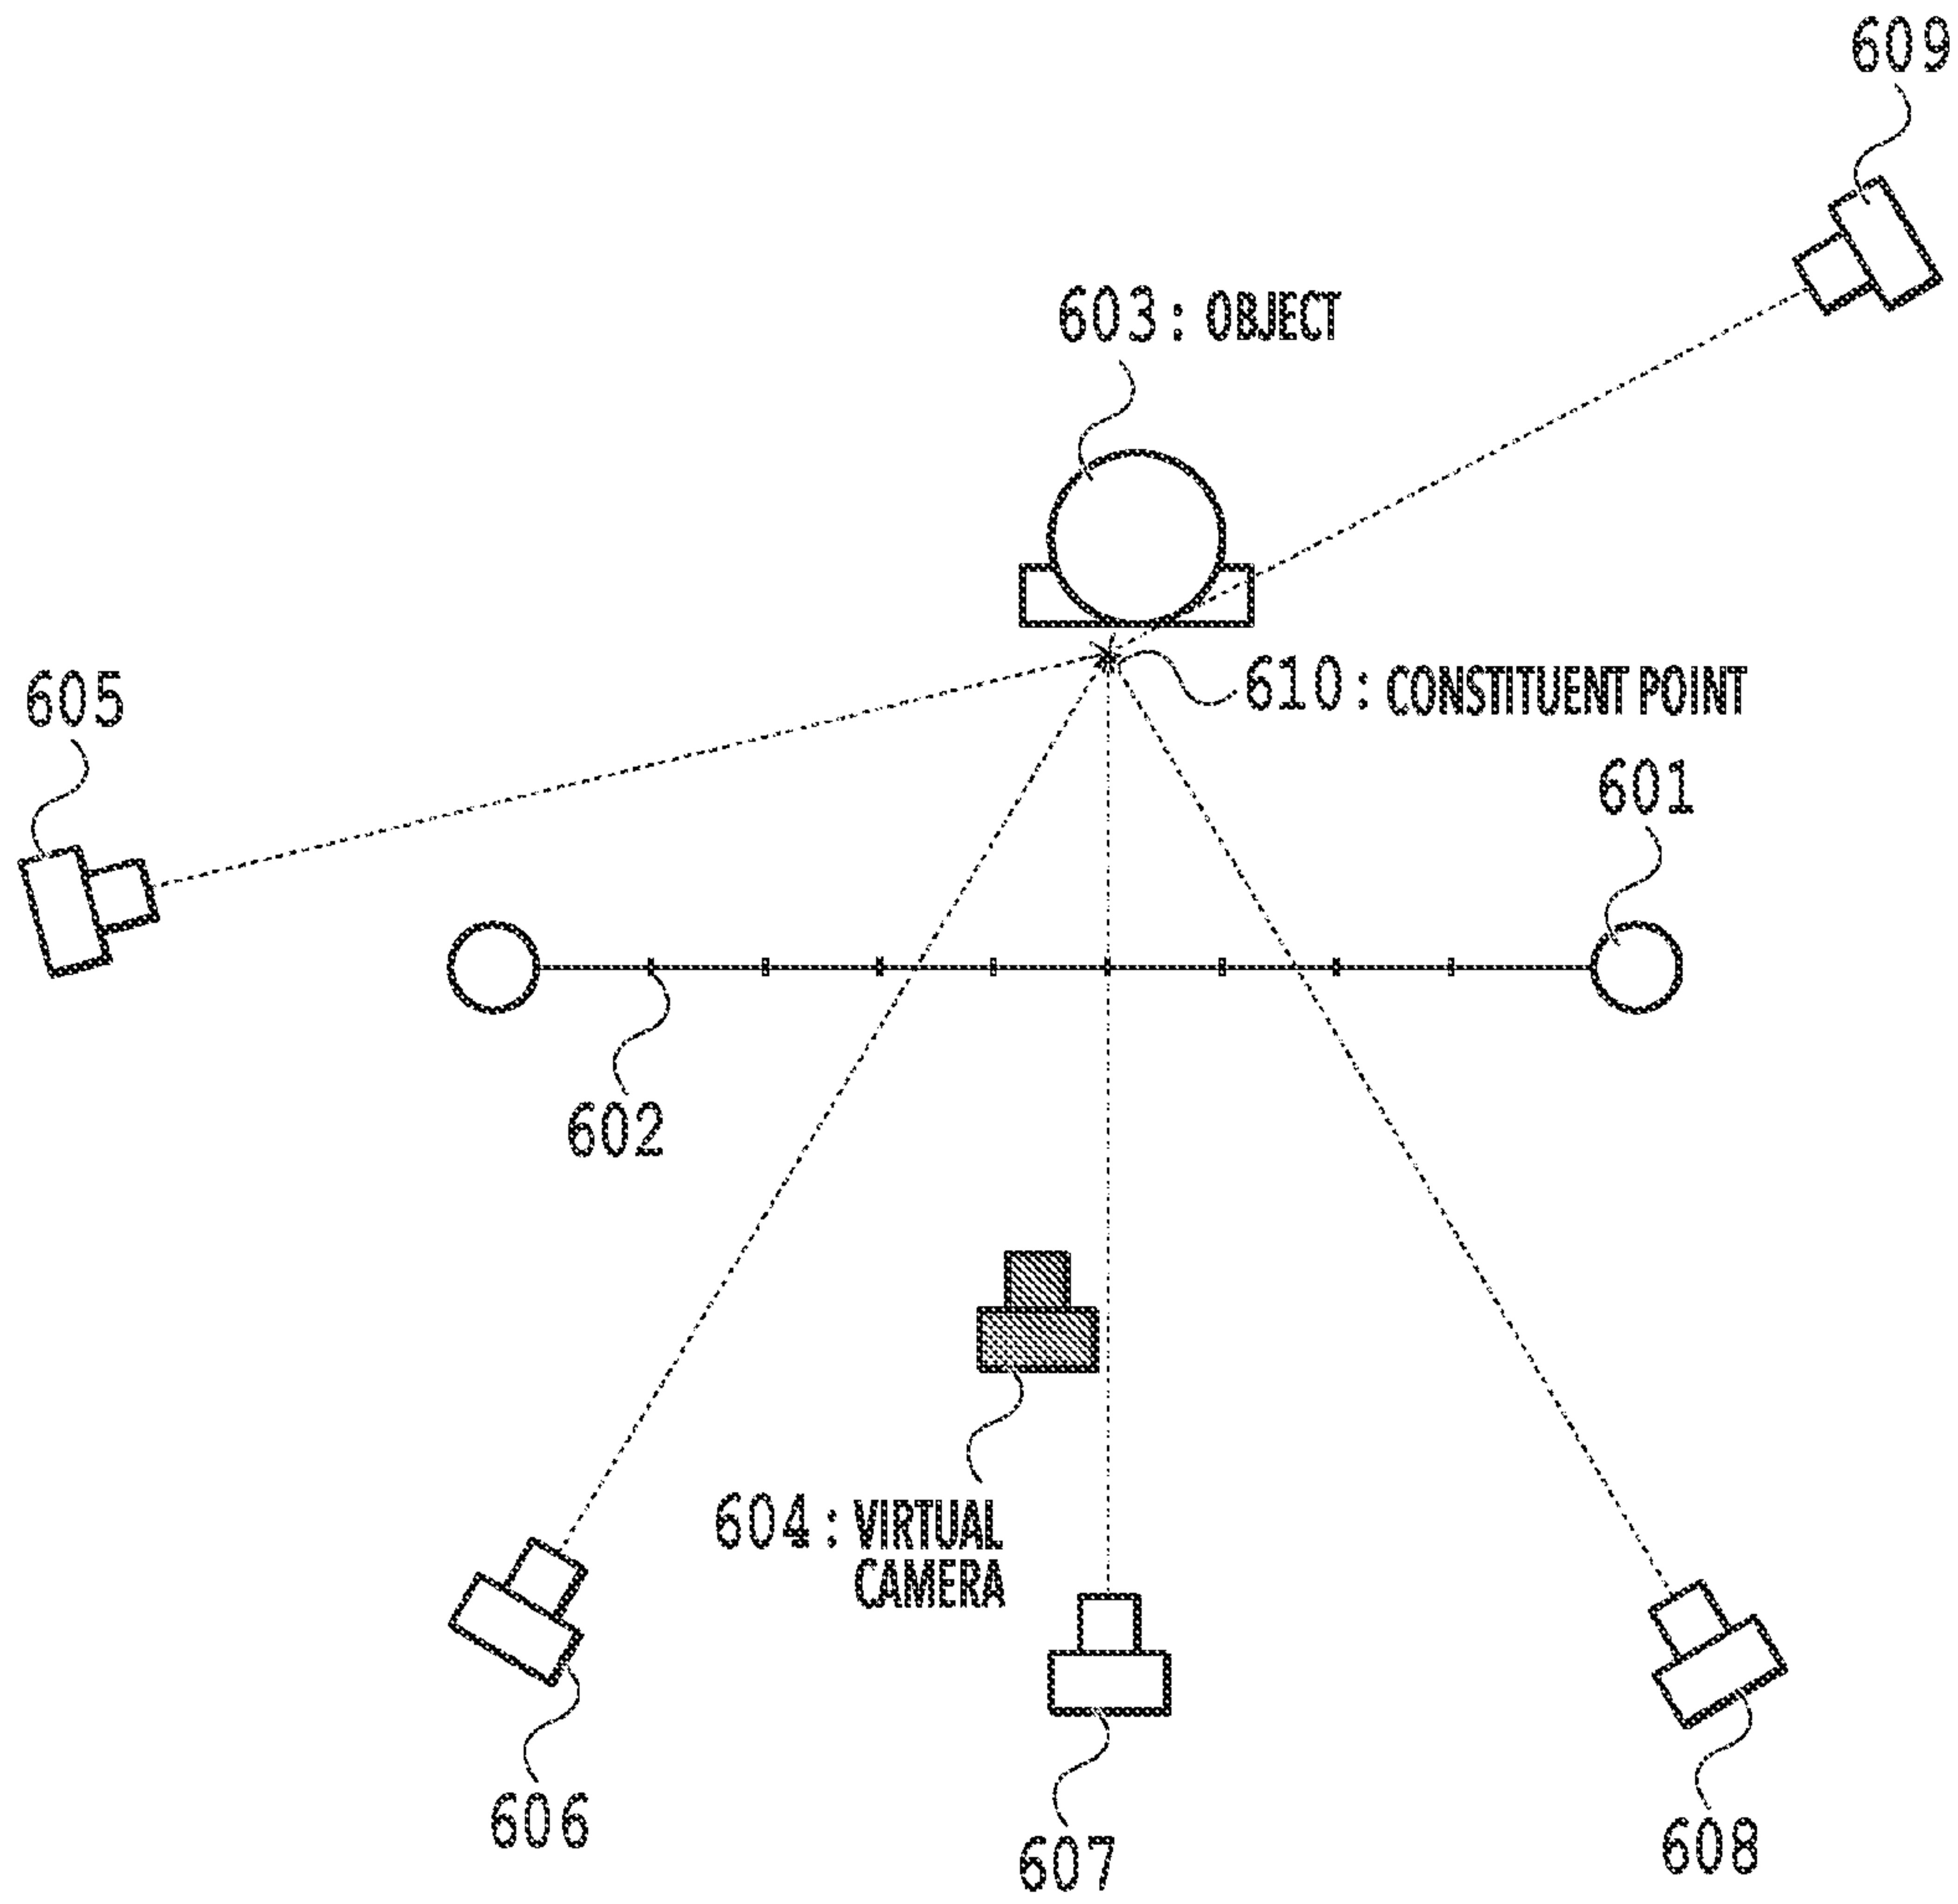 609
603 : OBJECT
610 : CONSTITUENT POINT
605
601
602
604 : VIRTUAL
CAMERA
606
607
608